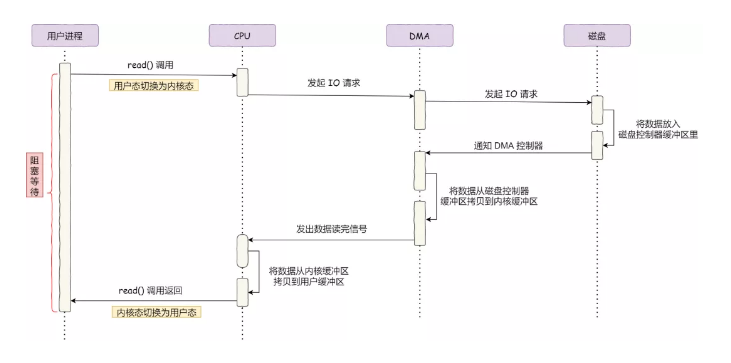 用户进程
CPU
DMA
磁盘
read() 调用
用户态切换为内核态
发起 IO 请求
发起 IO 请求
将数据放入
磁盘控制器缓冲区里
通知 DMA 控制器
阻
塞
等
待
将数据从磁盘控制器
缓冲区拷贝到内核缓冲区
发出数据读完信号
将数据从内核缓冲区
拷贝到用户缓冲区
read() 调用返回
内核态切换为用户态